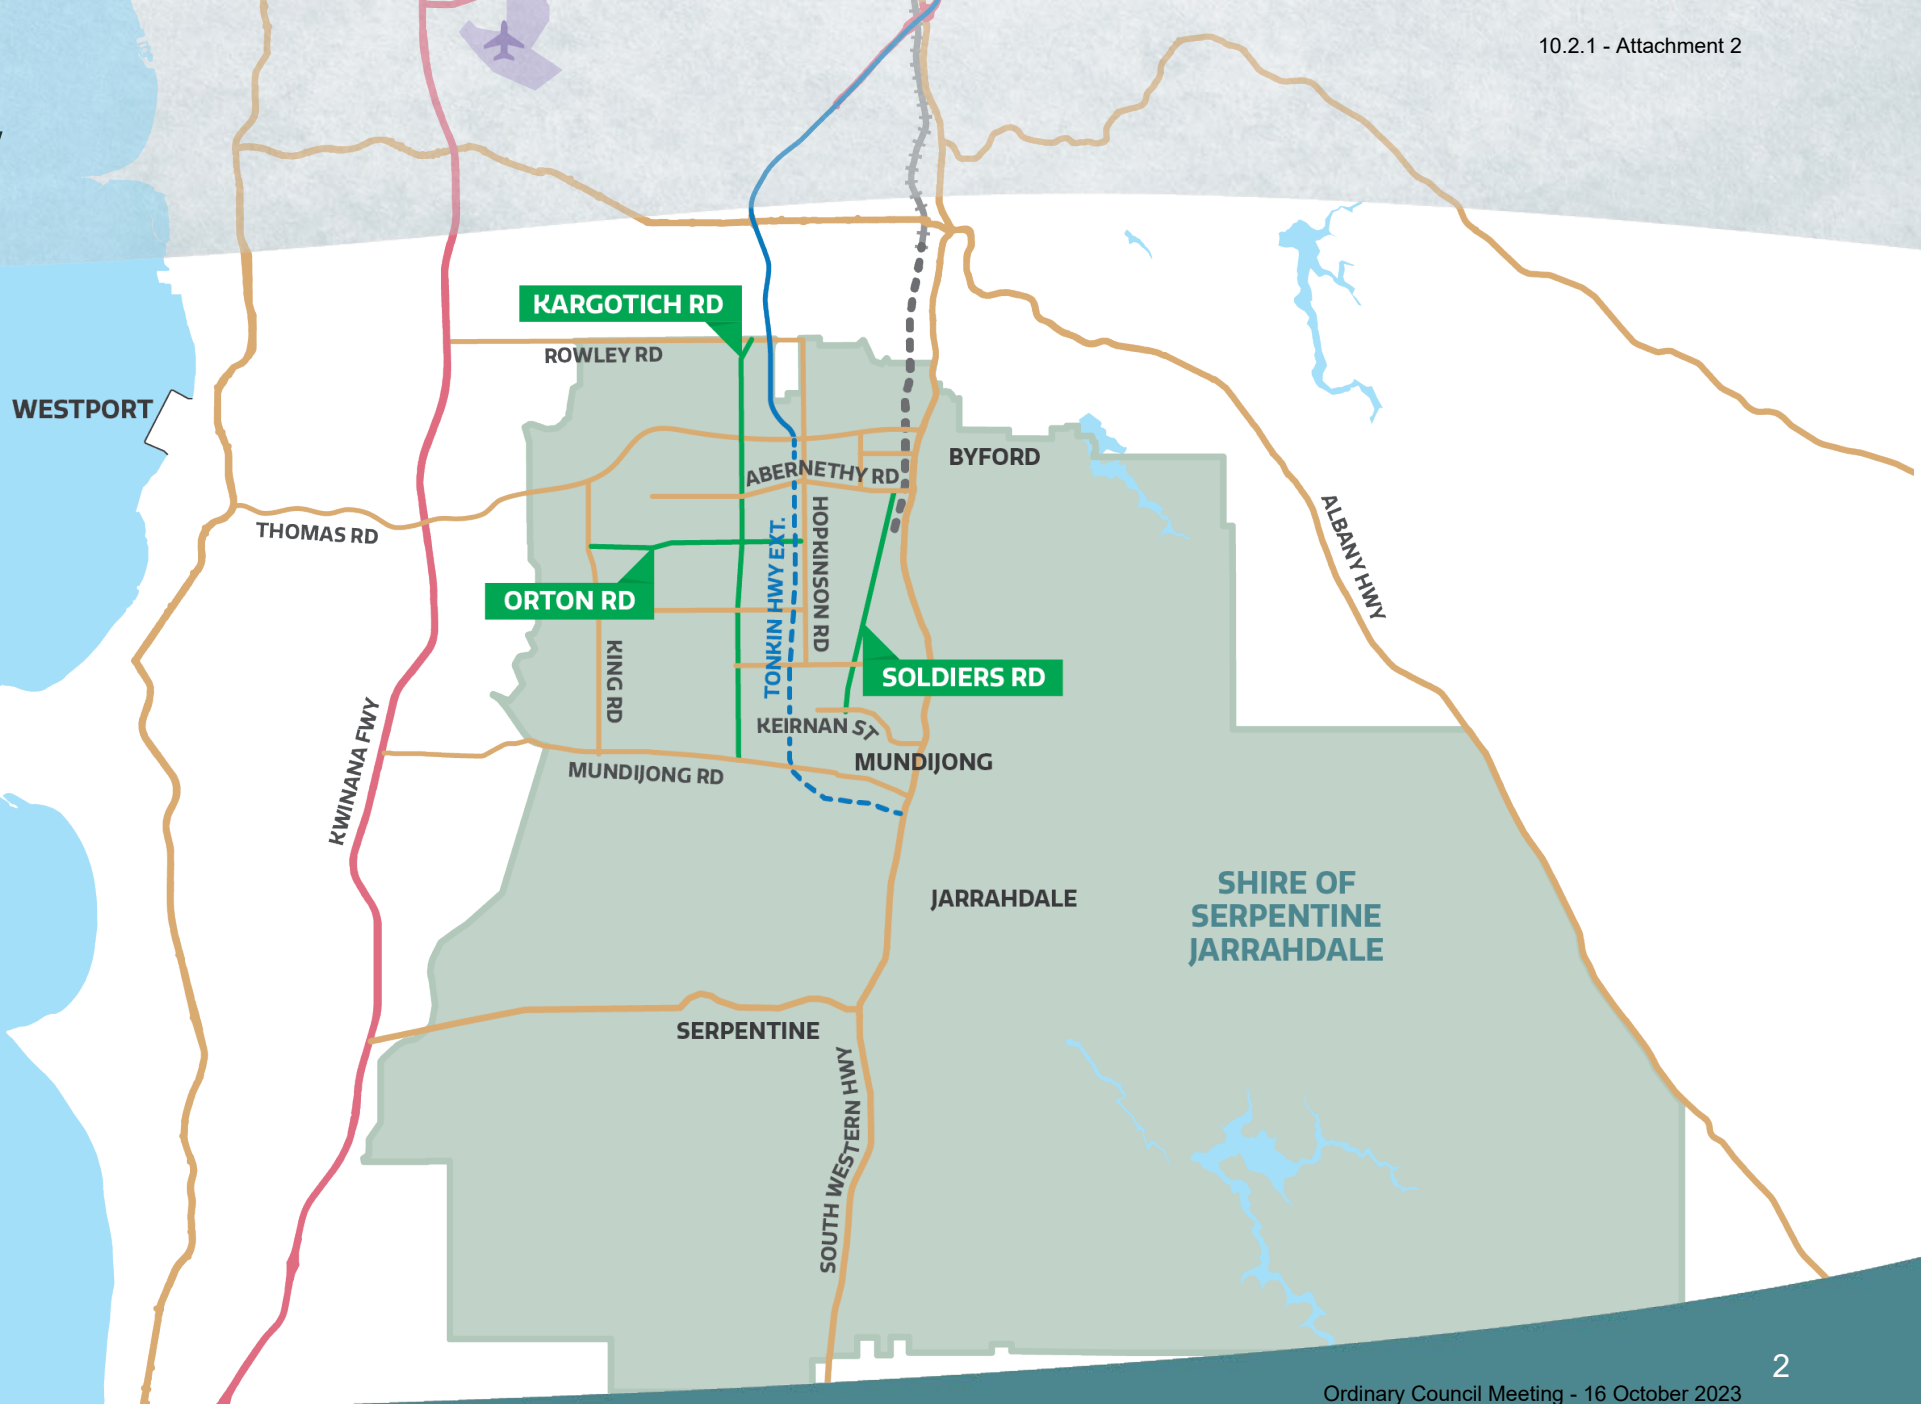 10.2.1 - Attachment 2
KARGOTICH RD
ROWLEY RD
WESTPORT
BYFORD
ABERNETHY RD
THOMAS RD
HOPKINSON RD
TONKIN HWY EXT.
ALBANY HWY
ORTON RD
KING RD
SOLDIERS RD
KEIRNAN ST
MUNDIJONG
MUNDIJONG RD
KWINANA FWY
JARRAHDALE
SHIRE OF
SERPENTINE
JARRAHDALE
SERPENTINE
SOUTH WESTERN HWY
2
Ordinary Council Meeting - 16 October 2023